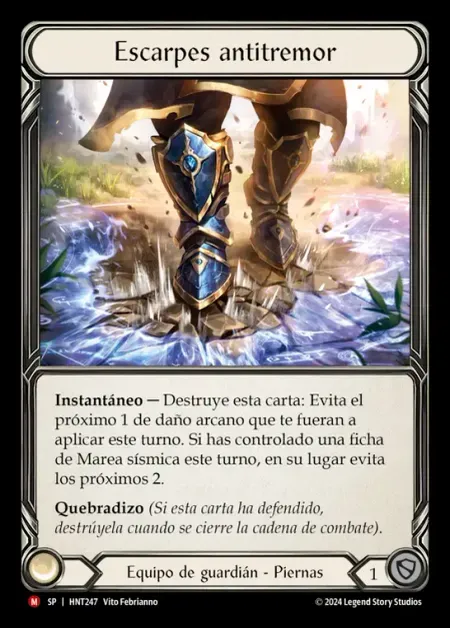 Escarpes antitremor
Instantáneo — Destruye esta carta: Evita el
próximo 1 de daño arcano que te fueran a
aplicar este turno. Si has controlado una ficha
de Marea sísmica este turno, en su lugar evita
los próximos 2.
Quebradizo (Si esta carta ha defendido,
destrúyela cuando se cierre la cadena de combate).
Equipo de guardián - Piernas
1
M SP | HNT247 Vito Febrianno
© 2024 Legend Story Studios